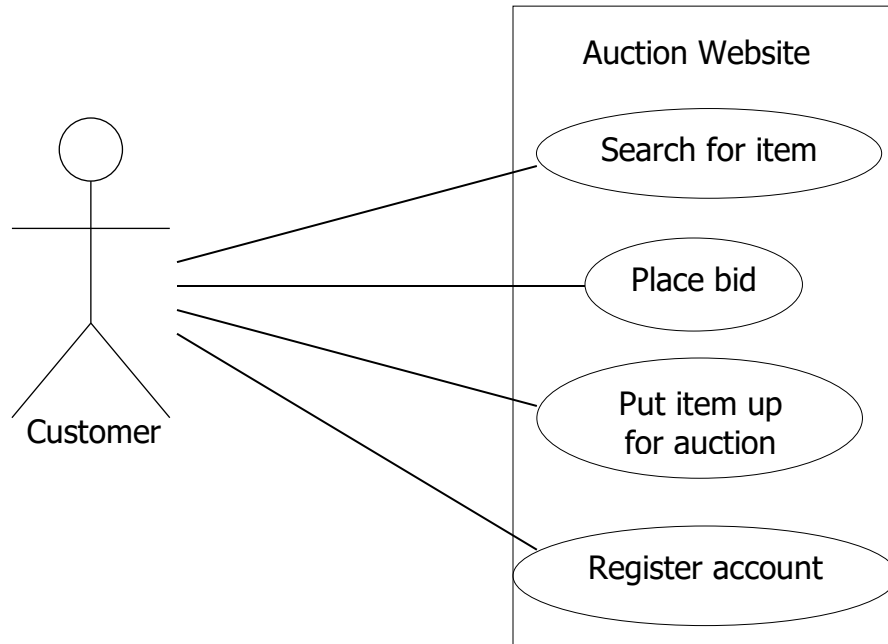 Auction Website
Search for item
Place bid
Put item up
for auction
Customer
Register account